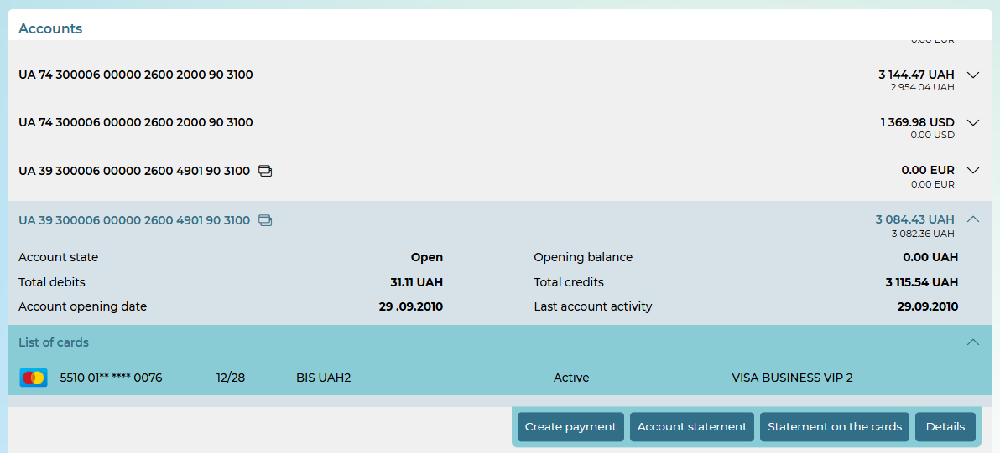 Accounts
0.00 EUR
UA 74 300006 00000 2600 2000 90 3100
3 144.47 UAH
2 954.04 UAH
UA 74 300006 00000 2600 2000 90 3100
1 369.98 USD
0.00 USD
UA 39 300006 00000 2600 4901 90 3100
0.00 EUR
0.00 EUR
UA 39 300006 00000 2600 4901 90 3100
3 084.43 UAH
3 082.36 UAH
Account state Open Opening balance 0.00 UAH
Total debits 31.11 UAH Total credits 3 115.54 UAH
Account opening date 29 .09.2010 Last account activity 29.09.2010
List of cards
5510 01** **** 0076 12/28 BIS UAH2 Active VISA BUSINESS VIP 2
Create payment Account statement Statement on the cards Details